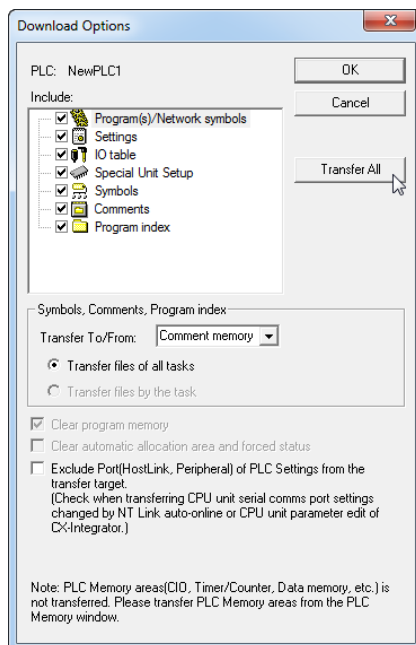 Download Options
PLC: NewPLC1
OK
Include:
Cancel
Program(s)/Network symbols
Settings
IO table
Special Unit Setup
Transfer All
Symbols
Comments
Program index
Symbols, Comments, Program index
Transfer To/From: Comment memory
Transfer files of all tasks
Transfer files by the task
Clear program memory
Clear automatic allocation area and forced status
Exclude Port(HostLink, Peripheral) of PLC Settings from the
transfer target.
(Check when transferring CPU unit serial comms port settings
changed by NT Link auto-online or CPU unit parameter edit of
CX-Integrator.)
Note: PLC Memory areas(CIO, Timer/Counter, Data memory, etc.) is
not transferred. Please transfer PLC Memory areas from the PLC
Memory window.